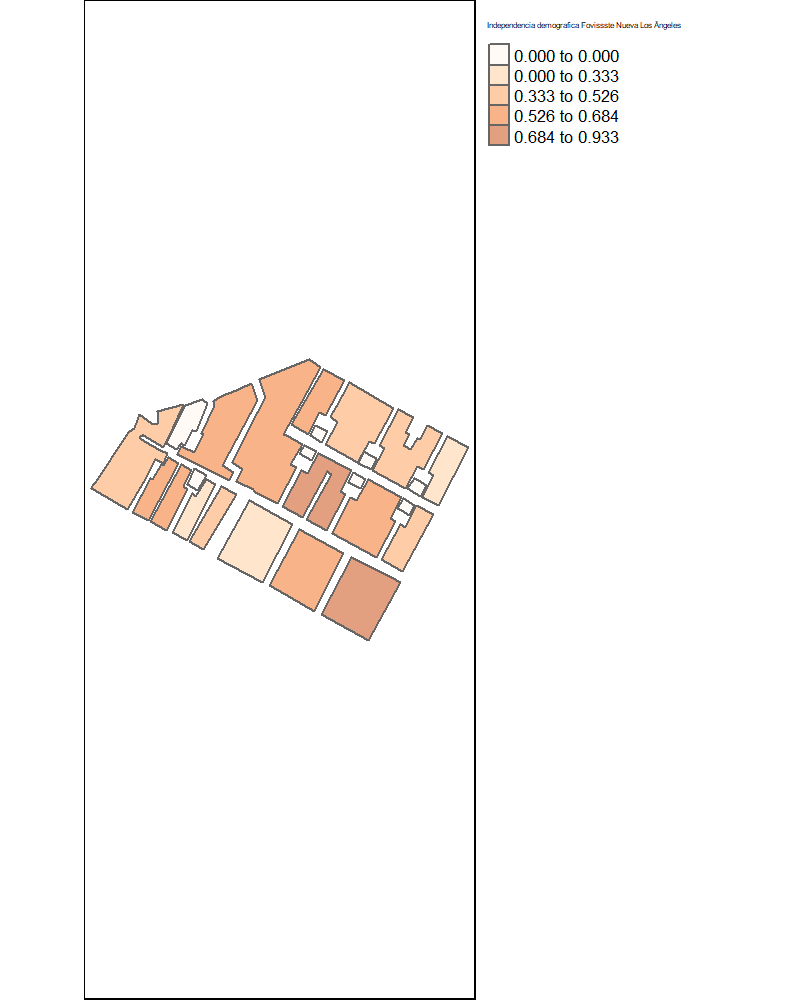 Independencia demografica Fovissste Nueva Los Ángeles
0.000 to 0.000
0.000 to 0.333
0.333 to 0.526
0.526 to 0.684
0.684 to 0.933